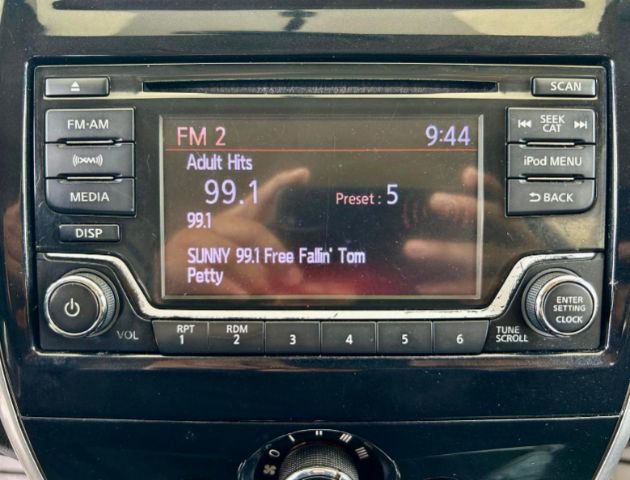 SCAN
FM·AM
SEEK
CAT
((XM))
iPod MENU
MEDIA
BACK
DISP
FM 2 9:44
Adult Hits
99.1 Preset : 5
99.1
SUNNY 99.1 Free Fallin' Tom
Petty
VOL
RPT
1
RDM
2
3
4
5
6
TUNE
SCROLL
ENTER
SETTING
CLOCK
0